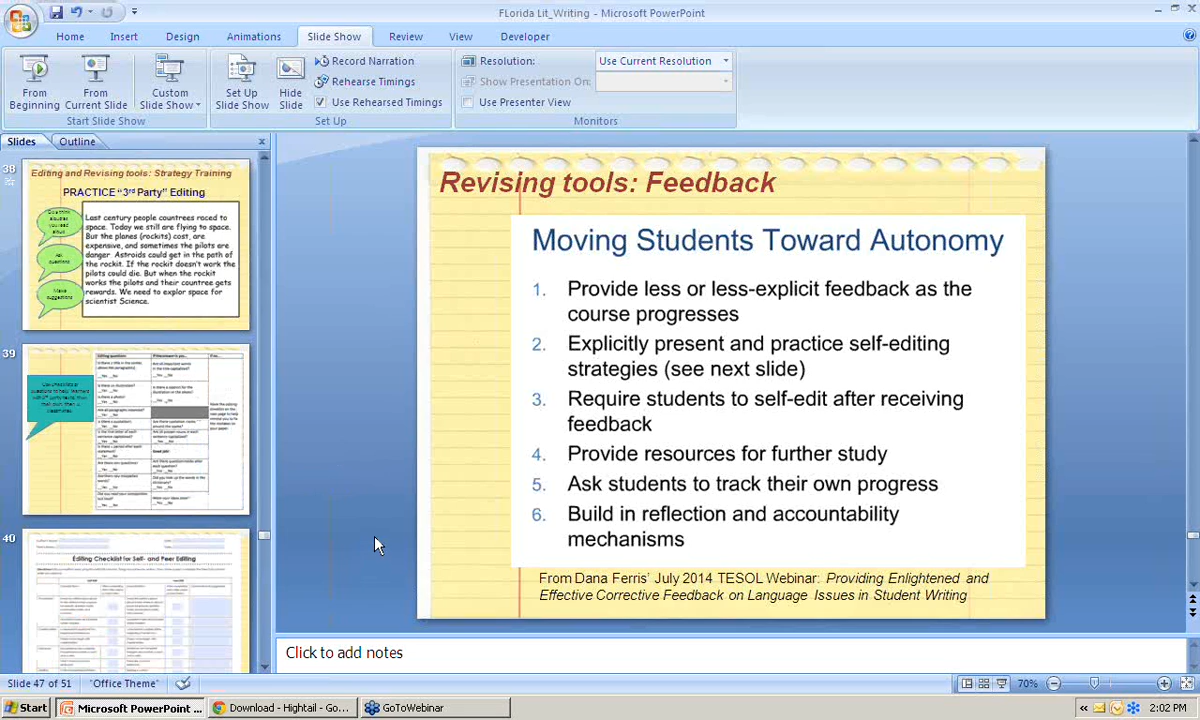 FLorida Lit_Writing - Microsoft PowerPoint
Home Insert Design Animations Slide Show Review View Developer
From Beginning
From Current Slide
Custom Slide Show
Start Slide Show
Set Up Slide Show
Hide Slide
Record Narration
Rehearse Timings
Use Rehearsed Timings
Set Up
Resolution: Use Current Resolution
Show Presentation On:
Use Presenter View
Monitors
Slides Outline
38
Editing and Revising tools: Strategy Training
PRACTICE “3rd Party” Editing
Last century people countrees raced to
space. Today we still are flying to space.
But the planes (rockits) cost, are
expensive, and sometimes the pilots are
danger Astroids could get in the path of
the rockit. If the rockit doesn't work the
pilots could die. But when the rockit
works the pilots and their countree gets
rewards. We need to explor space for
scientist Science.
Ask questions
Make suggestions
39
40
Editing Checklist for Self- and Peer Editing
Revising tools: Feedback
Moving Students Toward Autonomy
1. Provide less or less-explicit feedback as the
course progresses
2. Explicitly present and practice self-editing
strategies (see next slide)
3. Require students to self-edit after receiving
feedback
4. Provide resources for further study
5. Ask students to track their own progress
6. Build in reflection and accountability
mechanisms
From Dana Ferris’ July 2014 TESOL Webinar: Providing Enlightened and
Effective Corrective Feedback on Language Issues in Student Writing
Click to add notes
Slide 47 of 51 "Office Theme" 70%
Start Microsoft PowerPoint ... Download - Hightail - Go... GoToWebinar 2:02 PM